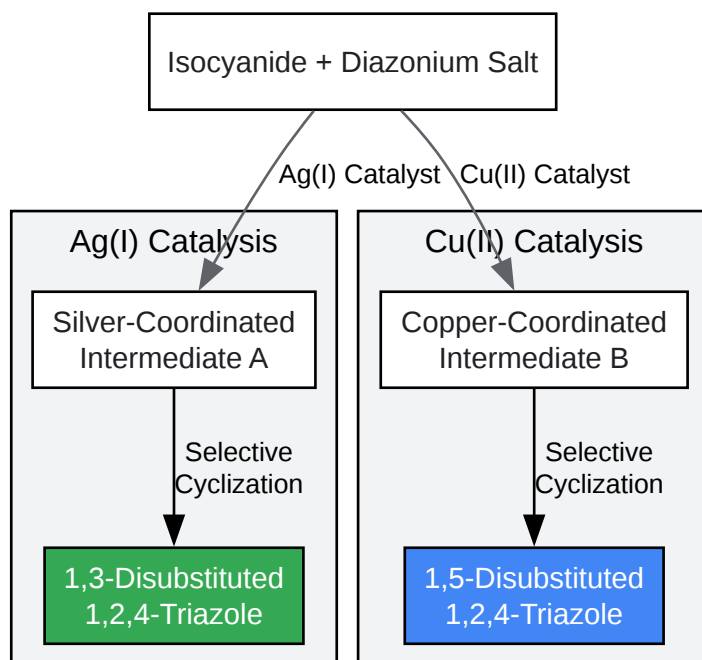 Isocyanide + Diazonium Salt
Ag(I) Catalyst
Cu(II) Catalyst
Ag(I) Catalysis
Silver-Coordinated
Intermediate A
Selective
Cyclization
1,3-Disubstituted
1,2,4-Triazole
Cu(II) Catalysis
Copper-Coordinated
Intermediate B
Selective
Cyclization
1,5-Disubstituted
1,2,4-Triazole